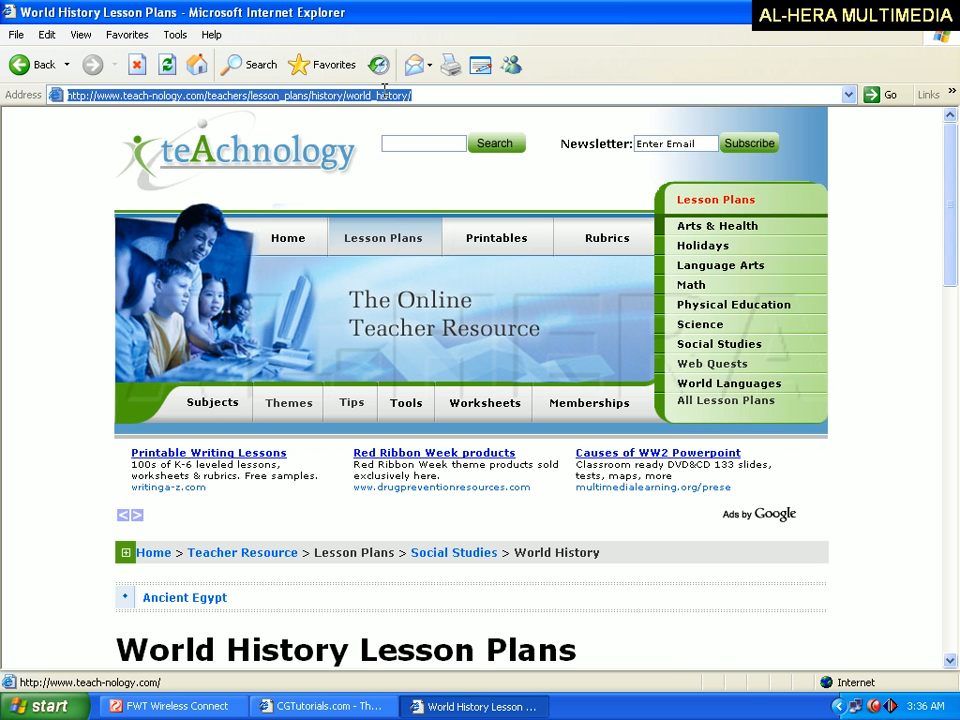 World History Lesson Plans - Microsoft Internet Explorer
AL-HERA MULTIMEDIA
File Edit View Favorites Tools Help
Back Search Favorites
Address http://www.teach-nology.com/teachers/lesson_plans/history/world_history/ Go Links »
teAchnology
Search
Newsletter: Enter Email Subscribe
Lesson Plans
Arts & Health
Holidays
Language Arts
Math
Physical Education
Science
Social Studies
Web Quests
World Languages
All Lesson Plans
Home Lesson Plans Printables Rubrics
The Online
Teacher Resource
AL-HERA
Subjects Themes Tips Tools Worksheets Memberships
Printable Writing Lessons
100s of K-6 leveled lessons,
worksheets & rubrics. Free samples.
writinga-z.com
Red Ribbon Week products
Red Ribbon Week theme products sold
exclusively here.
www.drugpreventionresources.com
Causes of WW2 Powerpoint
Classroom ready DVD&CD 133 slides,
tests, maps, more
multimedialearning.org/prese
Ads by Google
Home > Teacher Resource > Lesson Plans > Social Studies > World History
Ancient Egypt
World History Lesson Plans
http://www.teach-nology.com/ Internet
start FWT Wireless Connect CGTutorials.com - Th... World History Lesson ... 3:36 AM